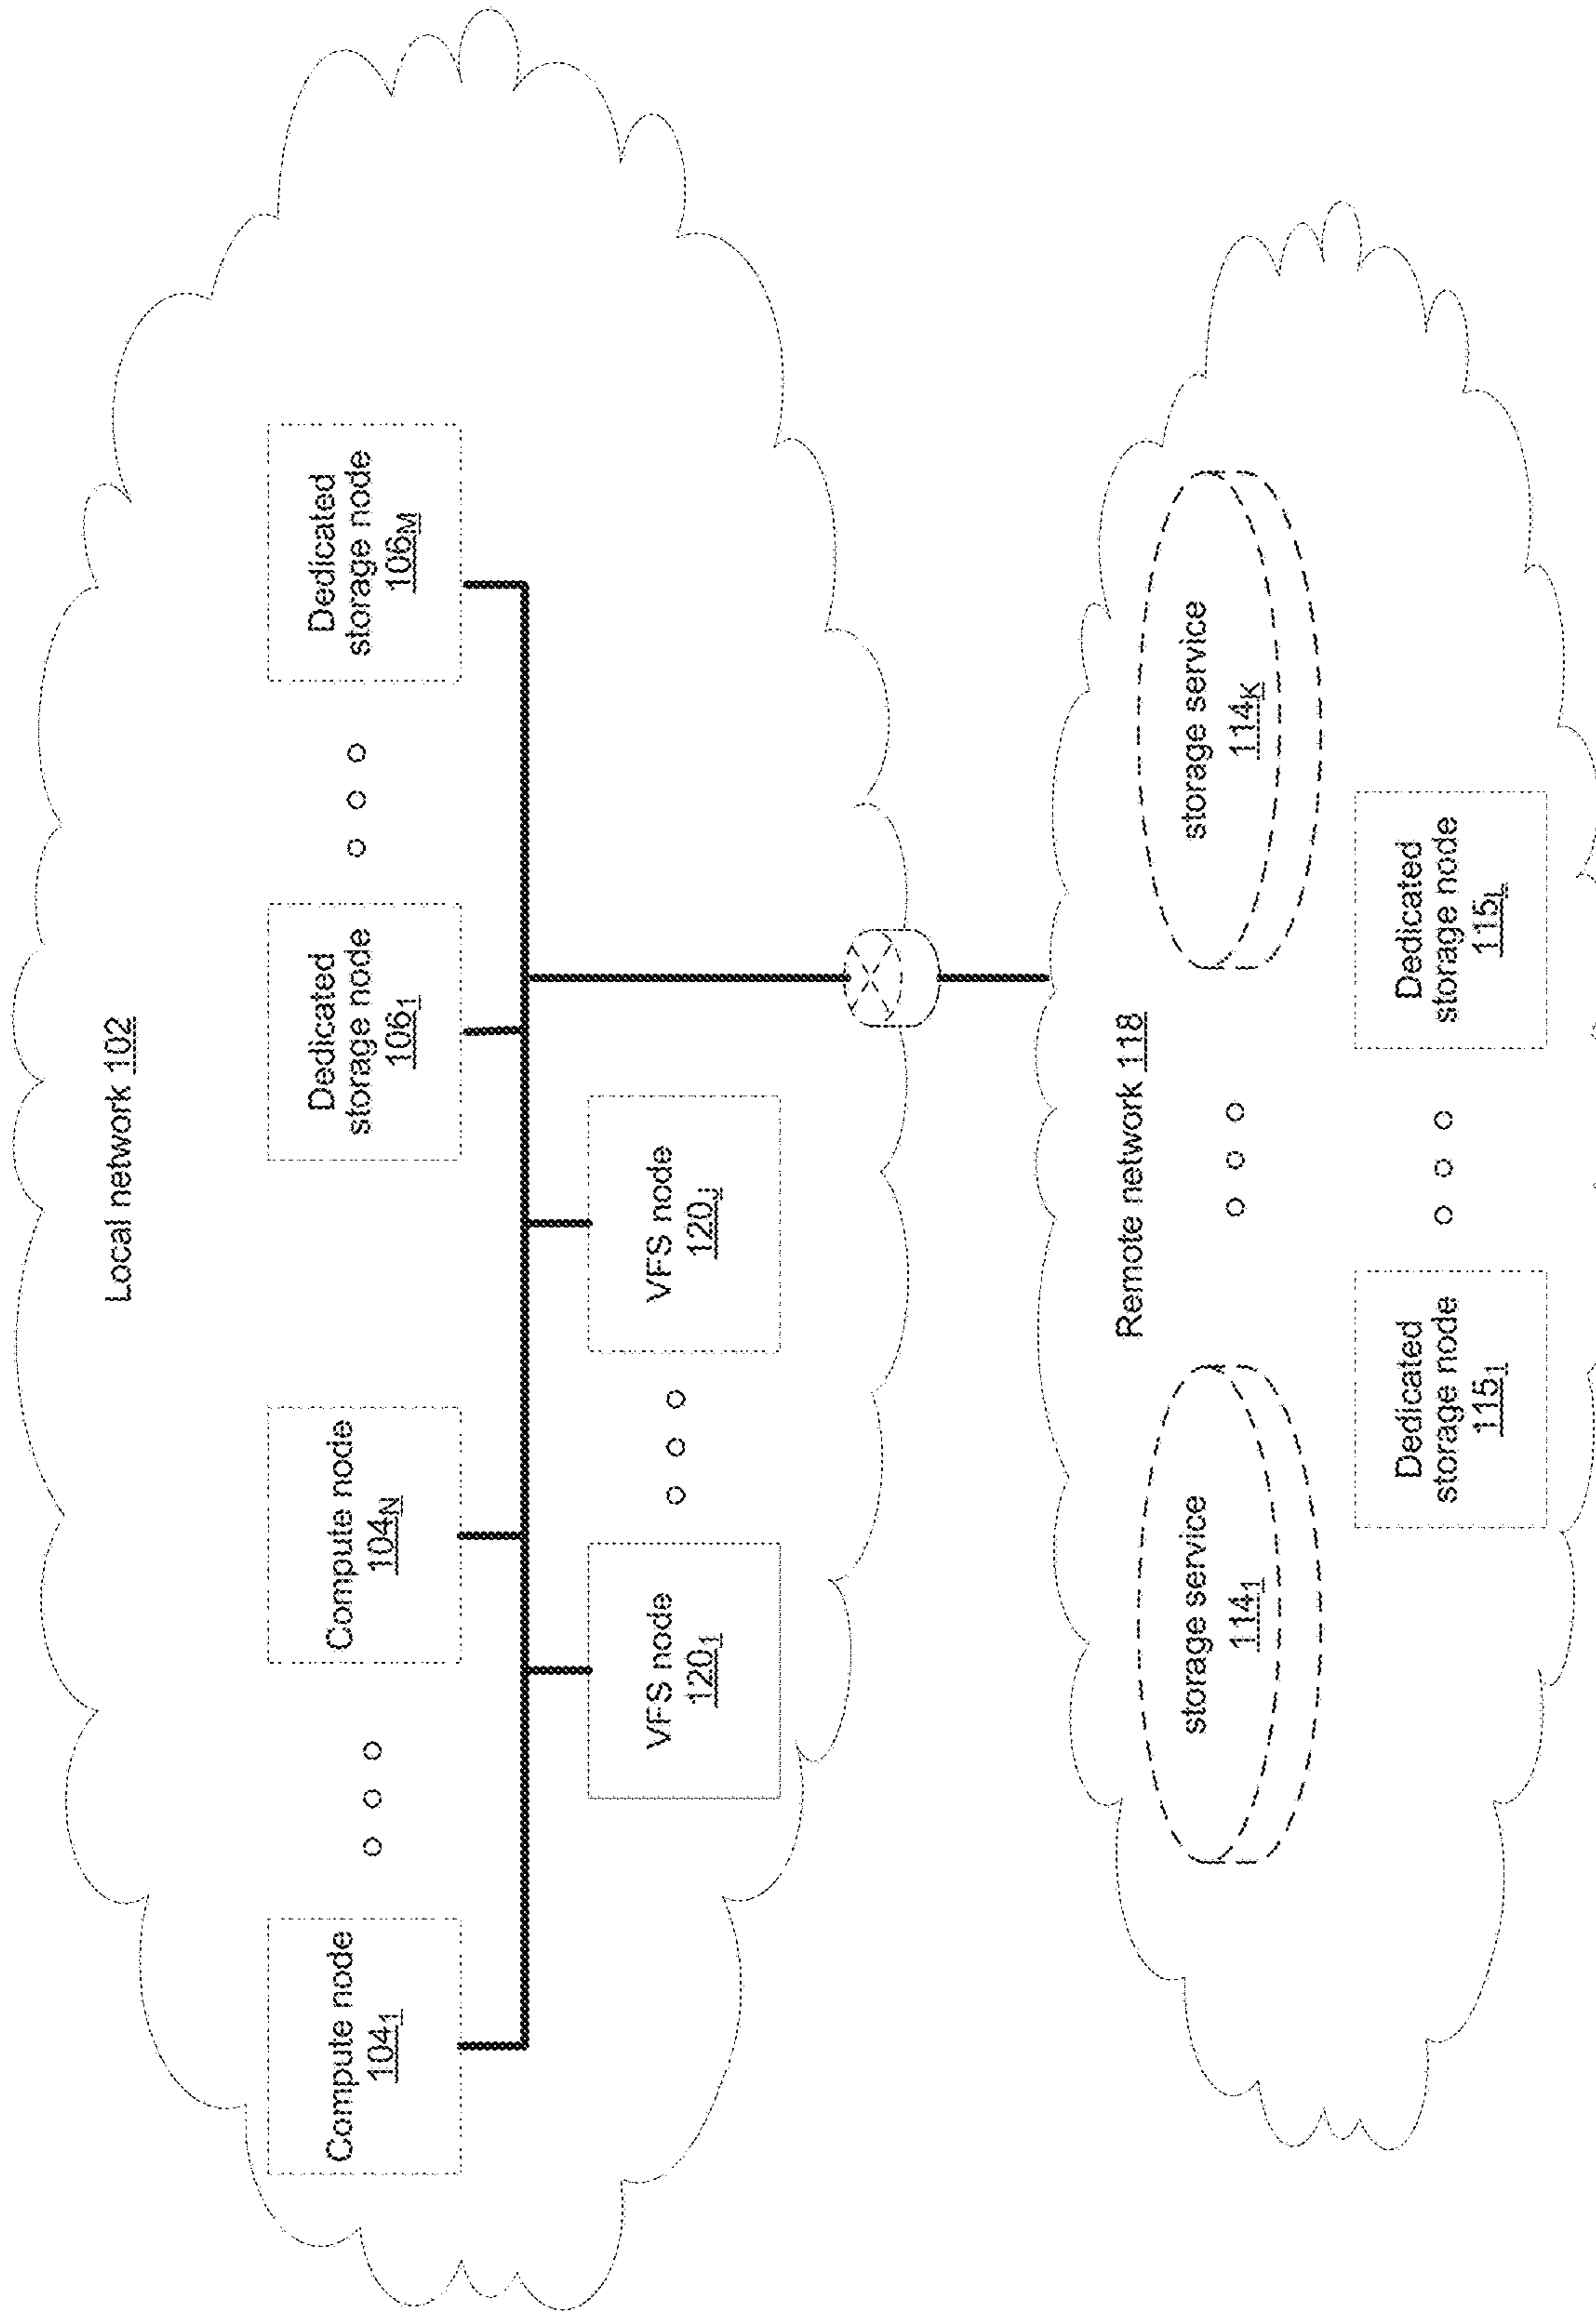 Local network 102
Compute node
104₁
Compute node
104N
Dedicated
storage node
106₁
Dedicated
storage node
106M
VFS node
120₁
VFS node
120J
Remote network 118
storage service
114₁
storage service
114K
Dedicated
storage node
115₁
Dedicated
storage node
115L